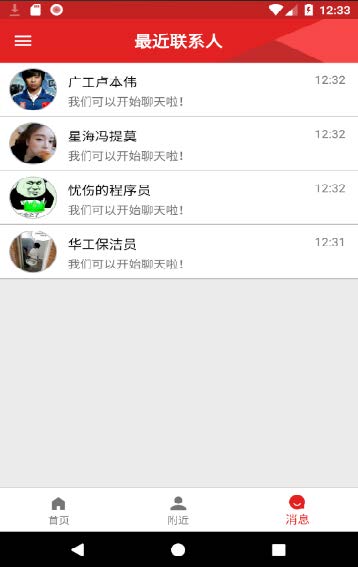 12:33
最近联系人
广工卢本伟
12:32
我们可以开始聊天啦!
星海冯提莫
12:32
我们可以开始聊天啦!
忧伤的程序员
12:32
我们可以开始聊天啦!
华工保洁员
12:31
我们可以开始聊天啦!
首页
附近
消息